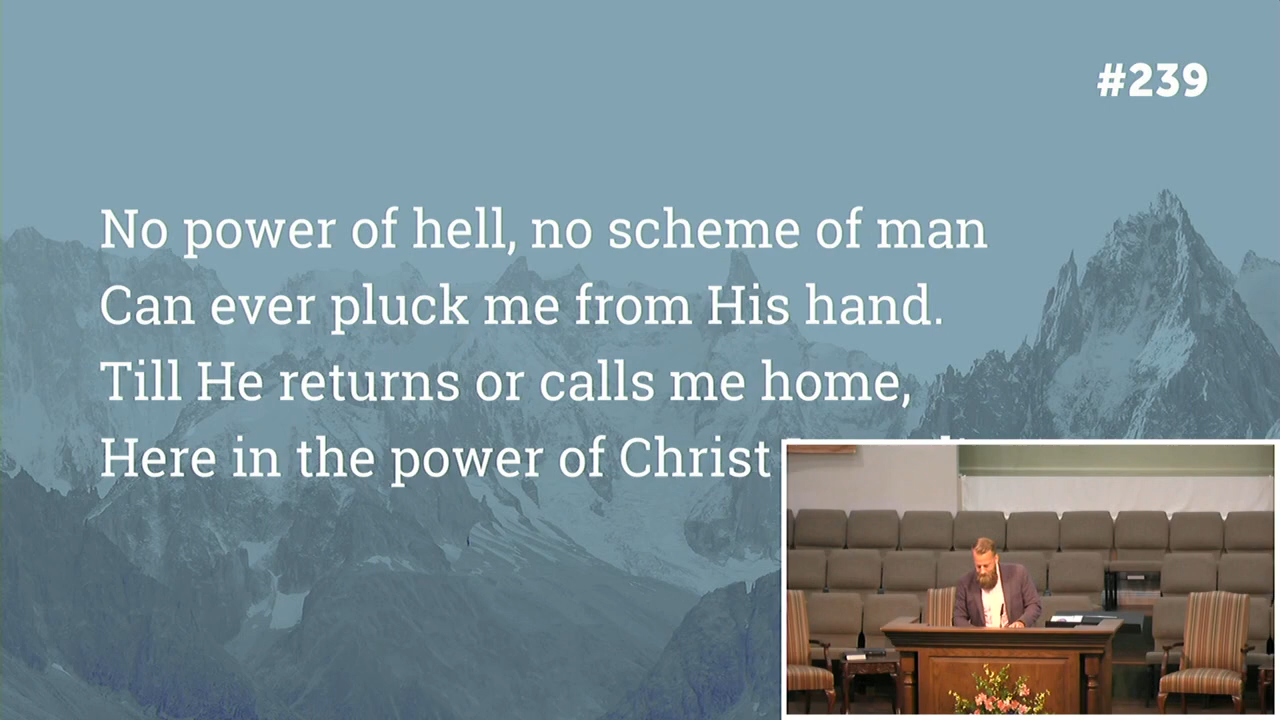 #239
No power of hell, no scheme of man
Can ever pluck me from His hand.
Till He returns or calls me home,
Here in the power of Christ